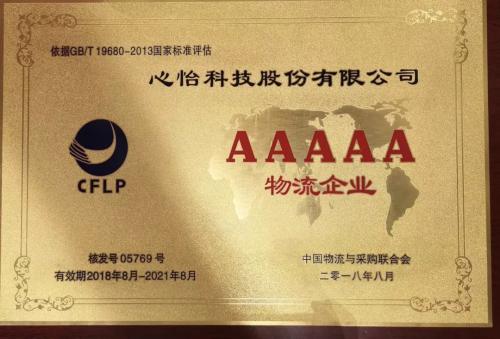 依据GB/T 19680-2013国家标准评估
心怡科技股份有限公司
AAAAA
CFLP
物流企业
核发号 05769 号
中国物流与采购联合会
有效期2018年8月-2021年8月
二零一八年八月